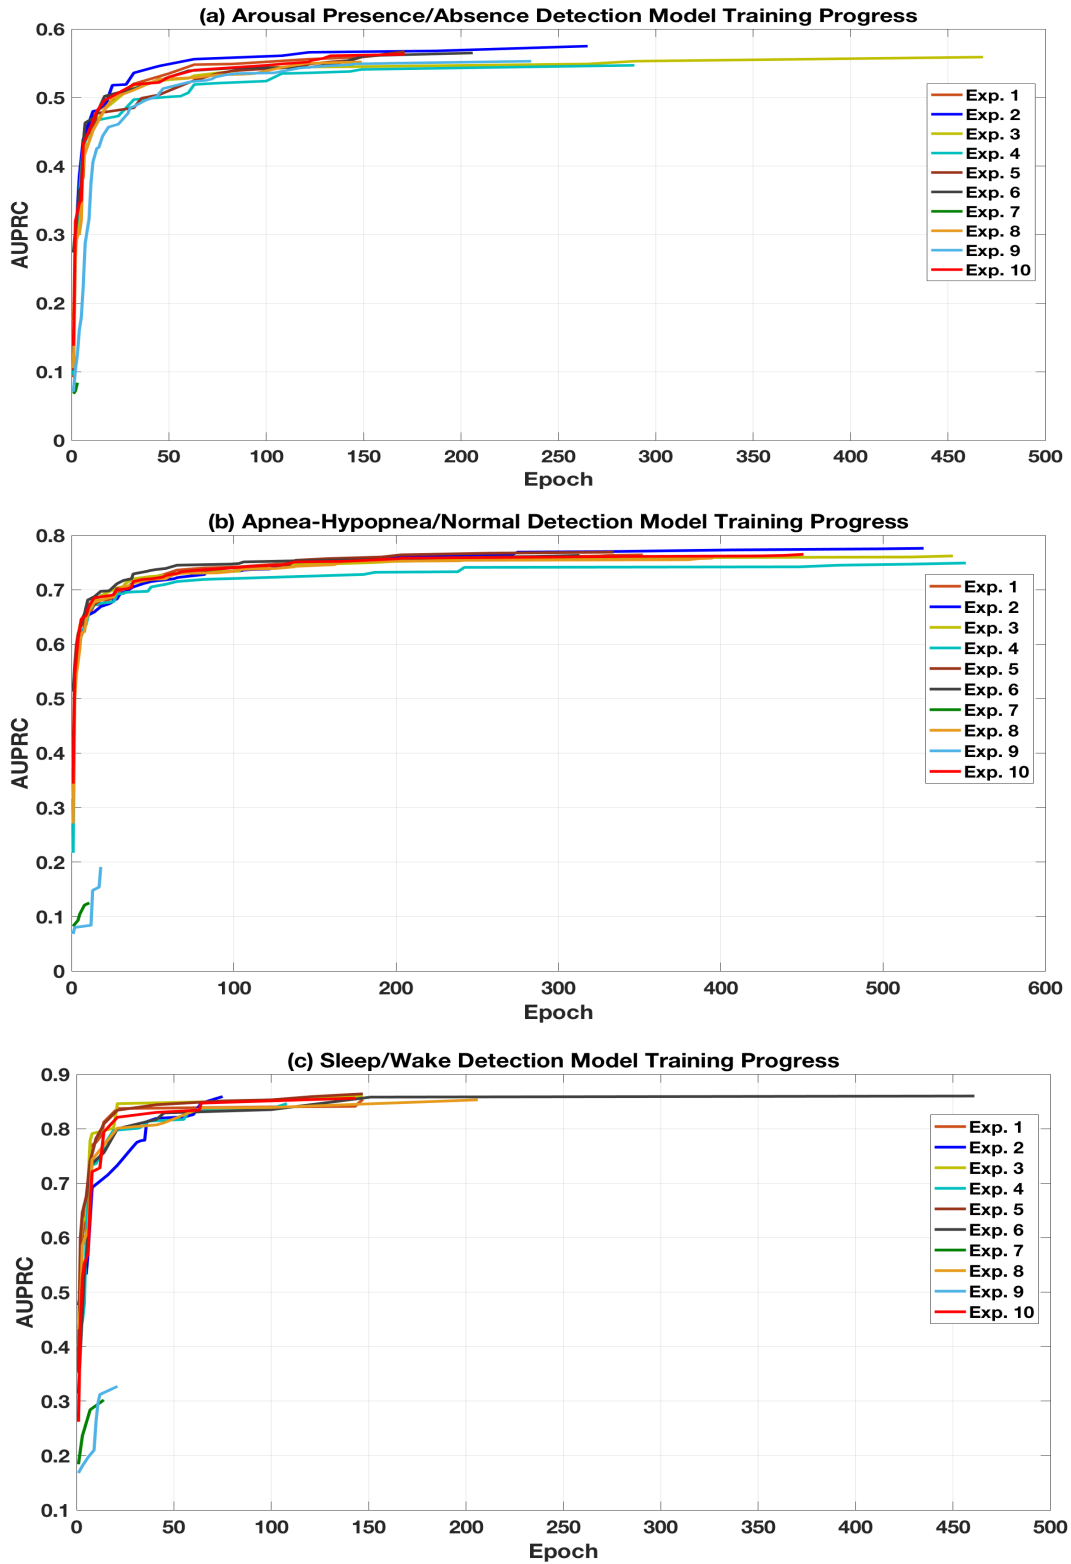 (a) Arousal Presence/Absence Detection Model Training Progress
0.6
0.5
0.4
0.3
0.2
0.1
0
AUPRC
Exp. 1
Exp. 2
Exp. 3
Exp. 4
Exp. 5
Exp. 6
Exp. 7
Exp. 8
Exp. 9
Exp. 10
0 50 100 150 200 250 300 350 400 450 500
Epoch
(b) Apnea-Hypopnea/Normal Detection Model Training Progress
0.8
0.7
0.6
0.5
0.4
0.3
0.2
0.1
0
AUPRC
Exp. 1
Exp. 2
Exp. 3
Exp. 4
Exp. 5
Exp. 6
Exp. 7
Exp. 8
Exp. 9
Exp. 10
0 100 200 300 400 500 600
Epoch
(c) Sleep/Wake Detection Model Training Progress
0.9
0.8
0.7
0.6
0.5
0.4
0.3
0.2
0.1
AUPRC
Exp. 1
Exp. 2
Exp. 3
Exp. 4
Exp. 5
Exp. 6
Exp. 7
Exp. 8
Exp. 9
Exp. 10
0 50 100 150 200 250 300 350 400 450 500
Epoch